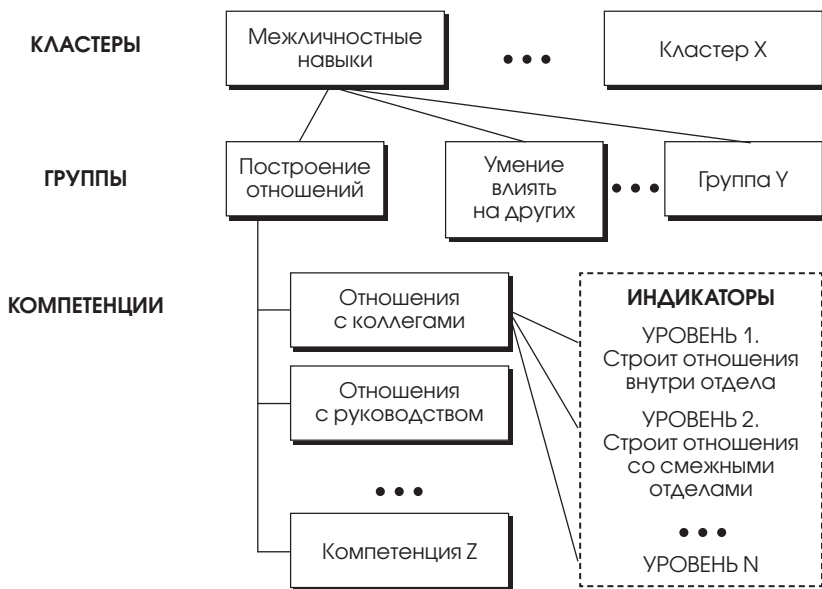 КЛАСТЕРЫ
Межличностные
навыки
•••
Кластер X
ГРУППЫ
Построение
отношений
Умение
влиять
на других
•••
Группа Y
КОМПЕТЕНЦИИ
Отношения
с коллегами
Отношения
с руководством
•••
Компетенция Z
ИНДИКАТОРЫ
УРОВЕНЬ 1.
Строит отношения
внутри отдела
УРОВЕНЬ 2.
Строит отношения
со смежными
отделами
•••
УРОВЕНЬ N